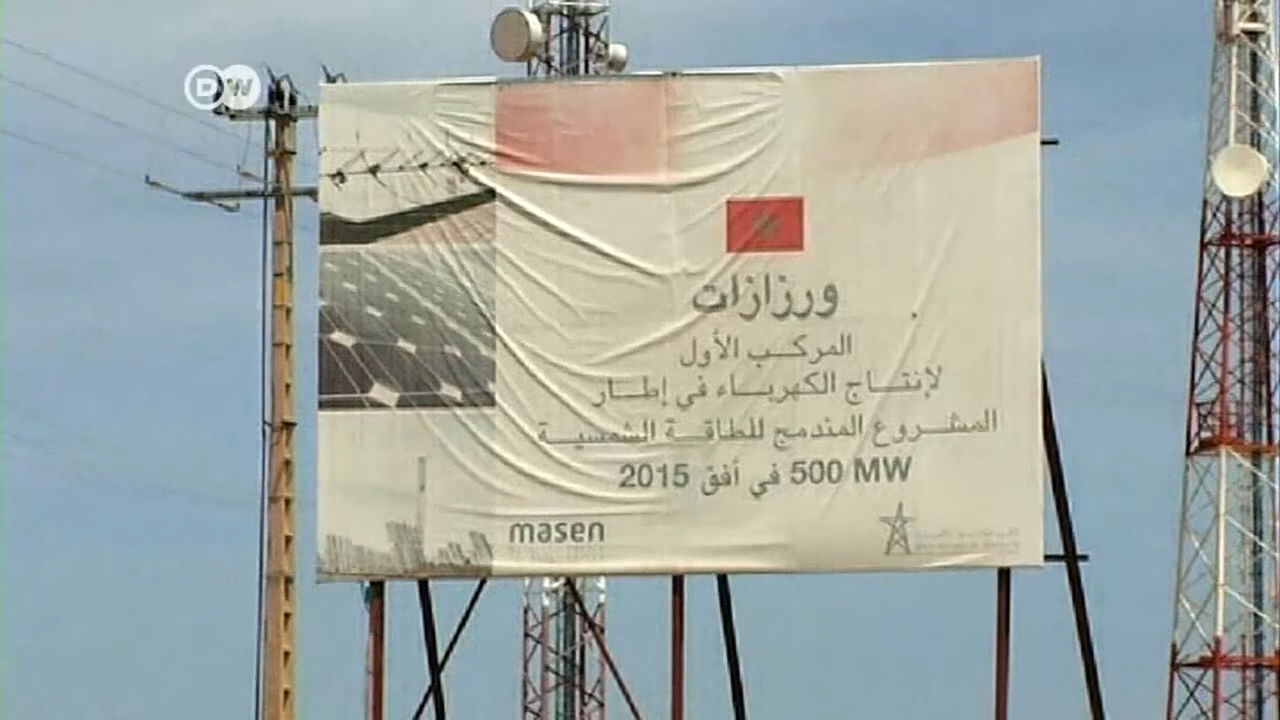 DW
ورزازات
المركب الأول
لإنتاج الكهرباء في إطار
المشروع المندمج للطاقة الشمسية
500 MW في أفق 2015
masen